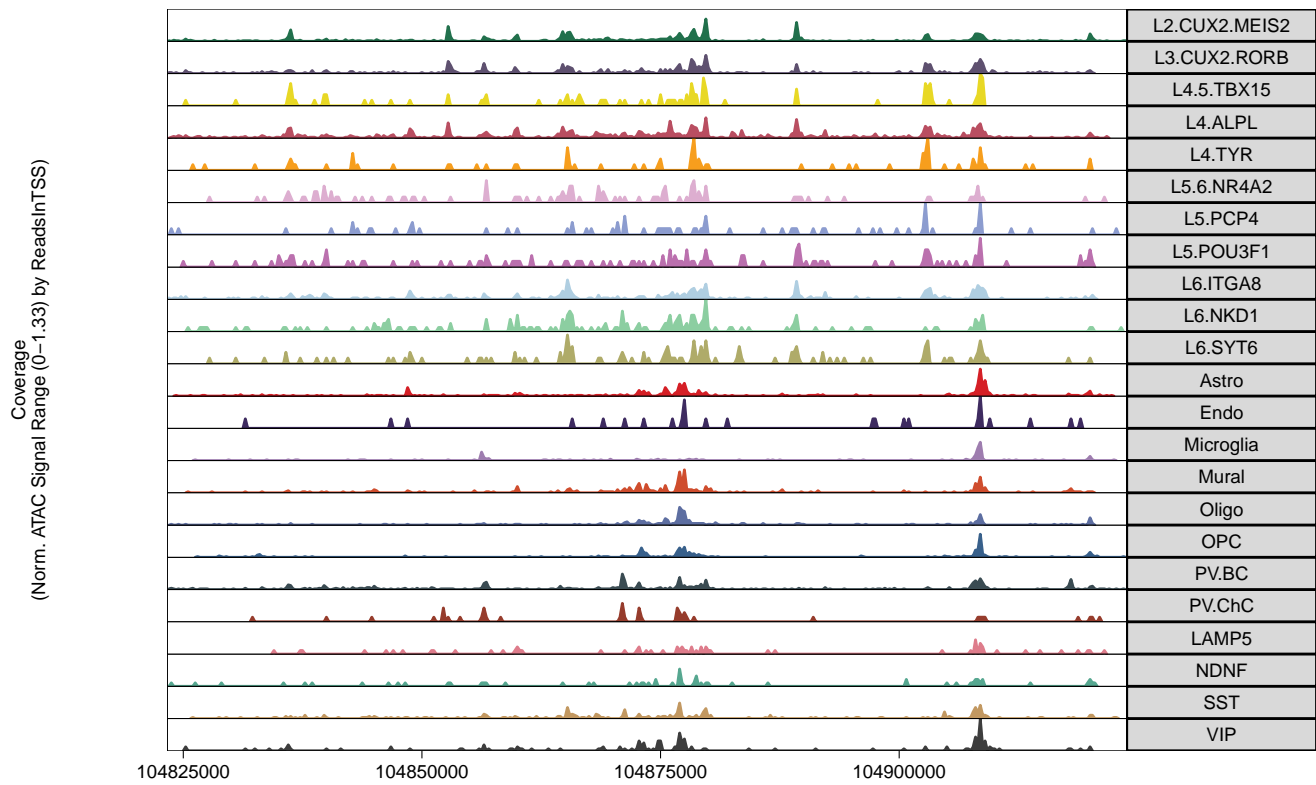 Coverage
(Norm. ATAC Signal Range (0−1.33) by ReadsInTSS)
L2.CUX2.MEIS2
L3.CUX2.RORB
L4.5.TBX15
L4.ALPL
L4.TYR
L5.6.NR4A2
L5.PCP4
L5.POU3F1
L6.ITGA8
L6.NKD1
L6.SYT6
Astro
Endo
Microglia
Mural
Oligo
OPC
PV.BC
PV.ChC
LAMP5
NDNF
SST
VIP
104825000 104850000 104875000 104900000